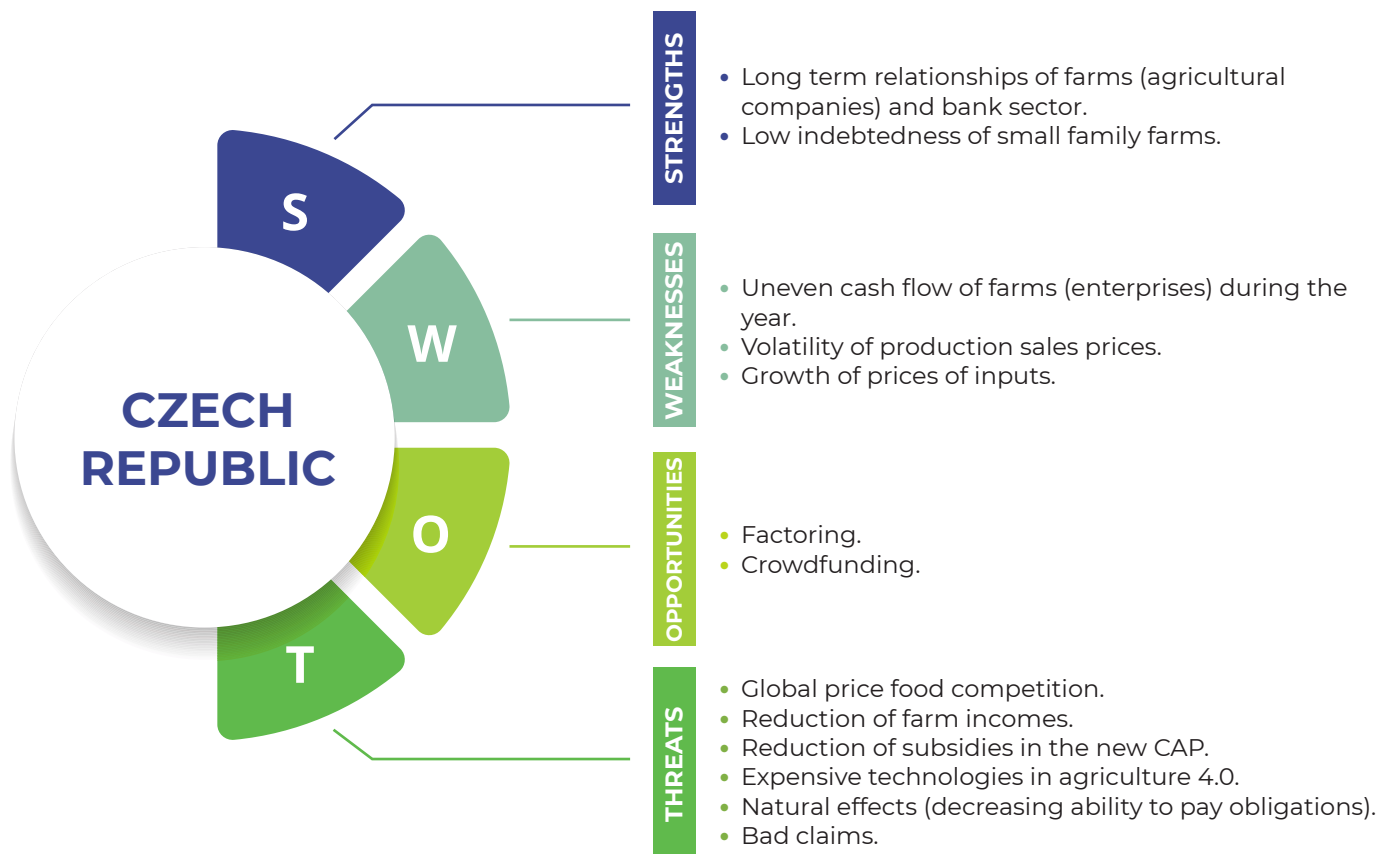 CZECH
REPUBLIC
S
W
O
T
STRENGTHS
• Long term relationships of farms (agricultural
companies) and bank sector.
• Low indebtedness of small family farms.
WEAKNESSES
• Uneven cash flow of farms (enterprises) during the
year.
• Volatility of production sales prices.
• Growth of prices of inputs.
OPPORTUNITIES
• Factoring.
• Crowdfunding.
THREATS
• Global price food competition.
• Reduction of farm incomes.
• Reduction of subsidies in the new CAP.
• Expensive technologies in agriculture 4.0.
• Natural effects (decreasing ability to pay obligations).
• Bad claims.